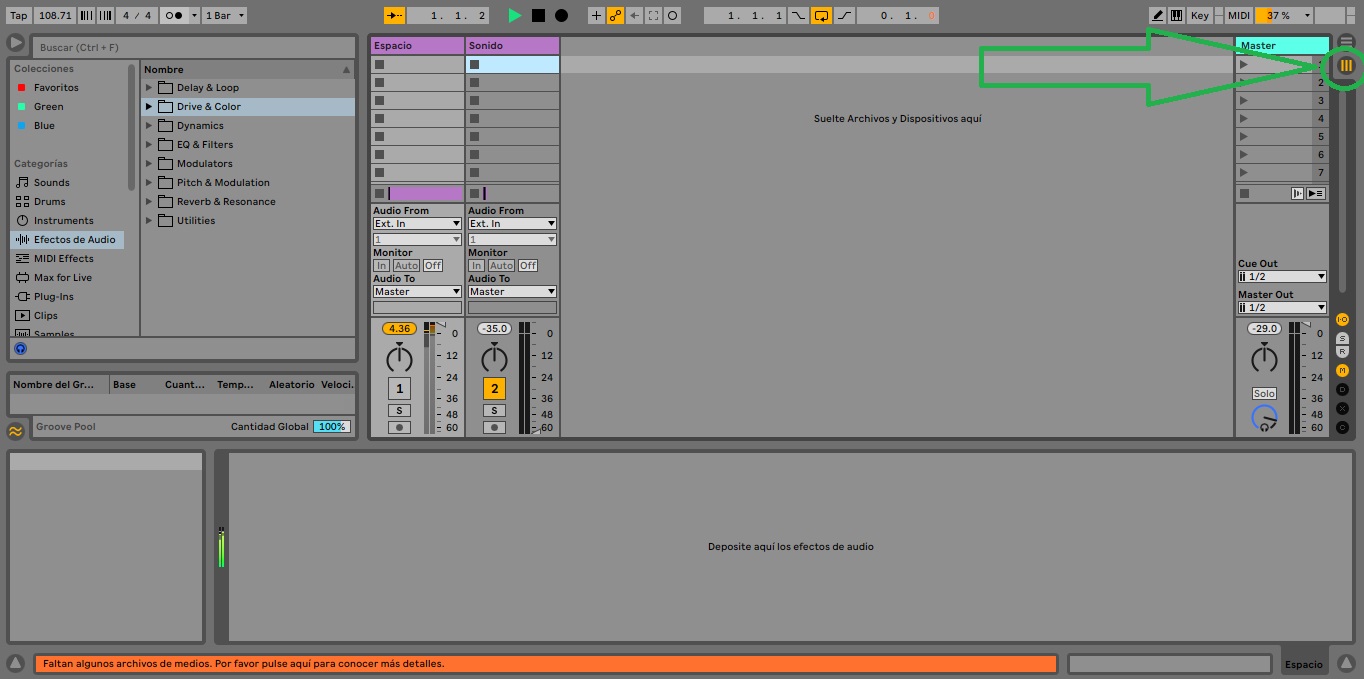 Tap 108.71 4 / 4 1 Bar 1. 1. 2 1. 1. 1 0. 1. 0 Key MIDI 37 %
Buscar (Ctrl + F)
Colecciones
Favoritos
Green
Blue
Categorías
Sounds
Drums
Instruments
Efectos de Audio
MIDI Effects
Max for Live
Plug-Ins
Clips
Samples
Nombre
Delay & Loop
Drive & Color
Dynamics
EQ & Filters
Modulators
Pitch & Modulation
Reverb & Resonance
Utilities
Nombre del Gr... Base Cuant... Temp... Aleatorio Veloci.
Groove Pool Cantidad Global 100%
Espacio
Audio From
Ext. In
1
Monitor
In Auto Off
Audio To
Master
4.36
0
12
24
1
36
S
48
60
Sonido
Audio From
Ext. In
1
Monitor
In Auto Off
Audio To
Master
-35.0
0
12
24
2
36
S
48
60
Suelte Archivos y Dispositivos aquí
Master
1
2
3
4
5
6
7
Cue Out
1/2
Master Out
1/2
-29.0
0
12
24
Solo
36
48
60
I·O
S
R
M
D
X
C
Deposite aquí los efectos de audio
Faltan algunos archivos de medios. Por favor pulse aquí para conocer más detalles.
Espacio